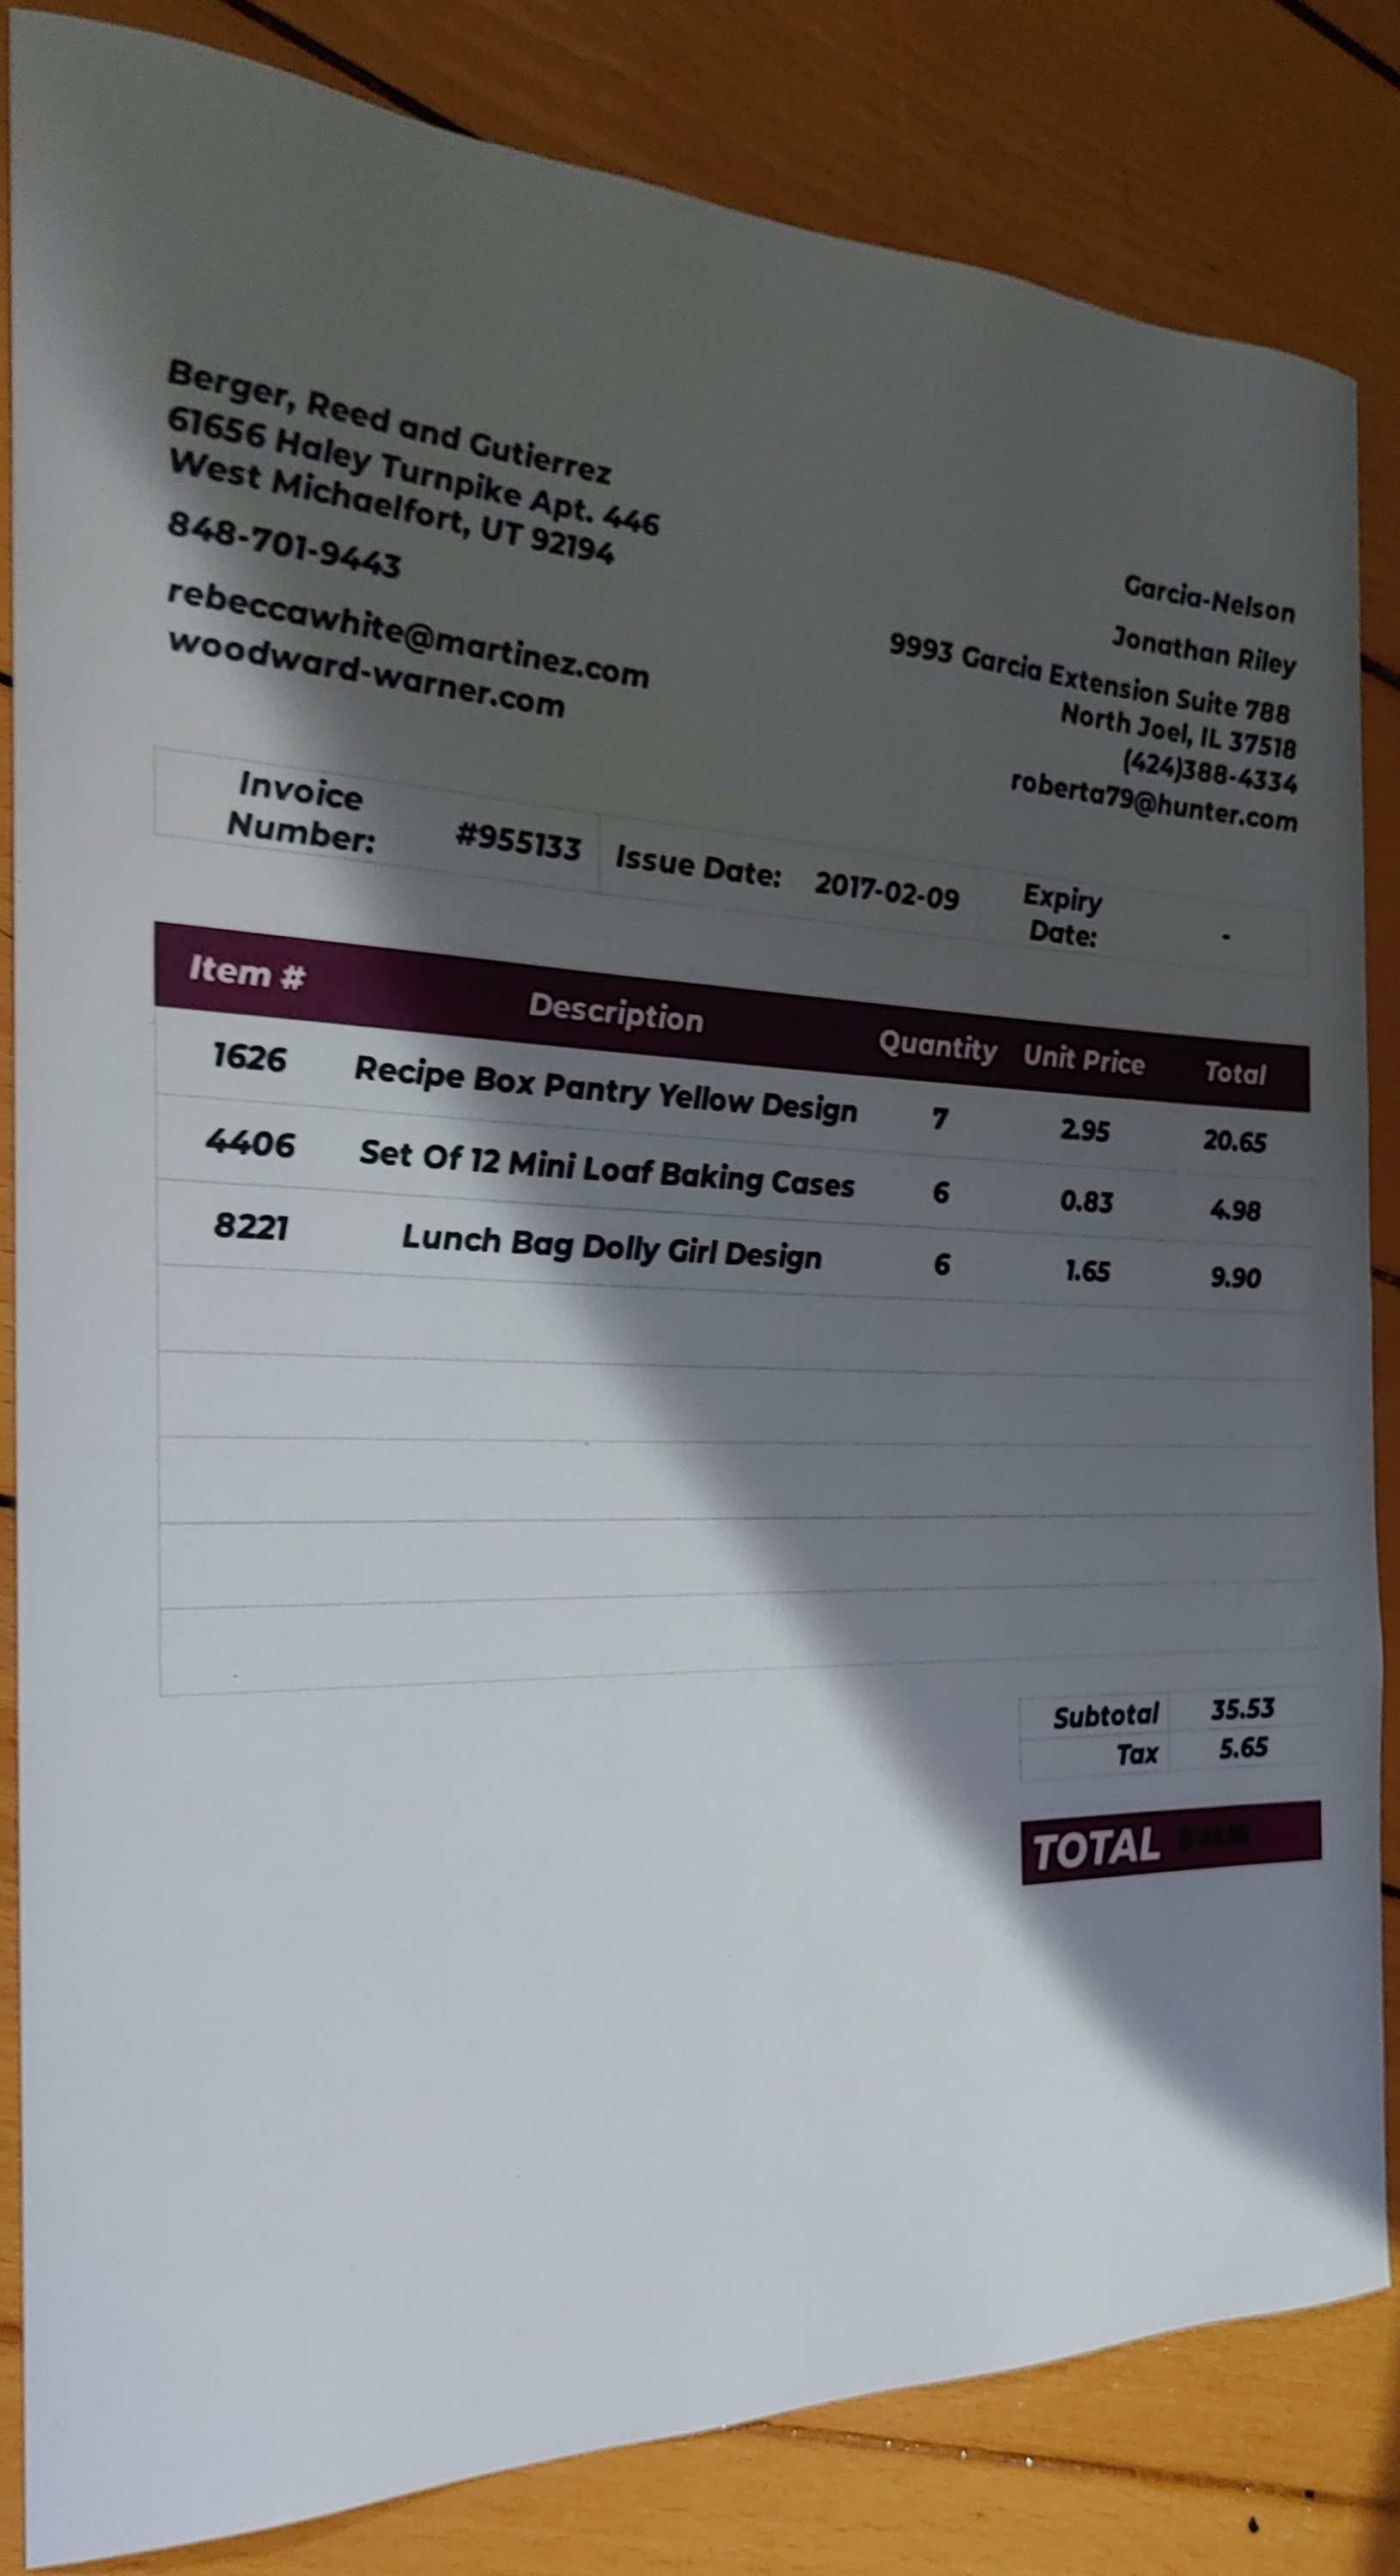 Berger, Reed and Gutierrez
61656 Haley Turnpike Apt. 446
West Michaelfort, UT 92194
848-701-9443
rebeccawhite@martinez.com
woodward-warner.com
Garcia-Nelson
Jonathan Riley
9993 Garcia Extension Suite 788
North Joel, IL 37518
(424)388-4334
roberta79@hunter.com
Invoice Number: #955133 Issue Date: 2017-02-09 Expiry Date: -
Item # Description Quantity Unit Price Total
1626 Recipe Box Pantry Yellow Design 7 2.95 20.65
4406 Set Of 12 Mini Loaf Baking Cases 6 0.83 4.98
8221 Lunch Bag Dolly Girl Design 6 1.65 9.90
Subtotal 35.53
Tax 5.65
TOTAL